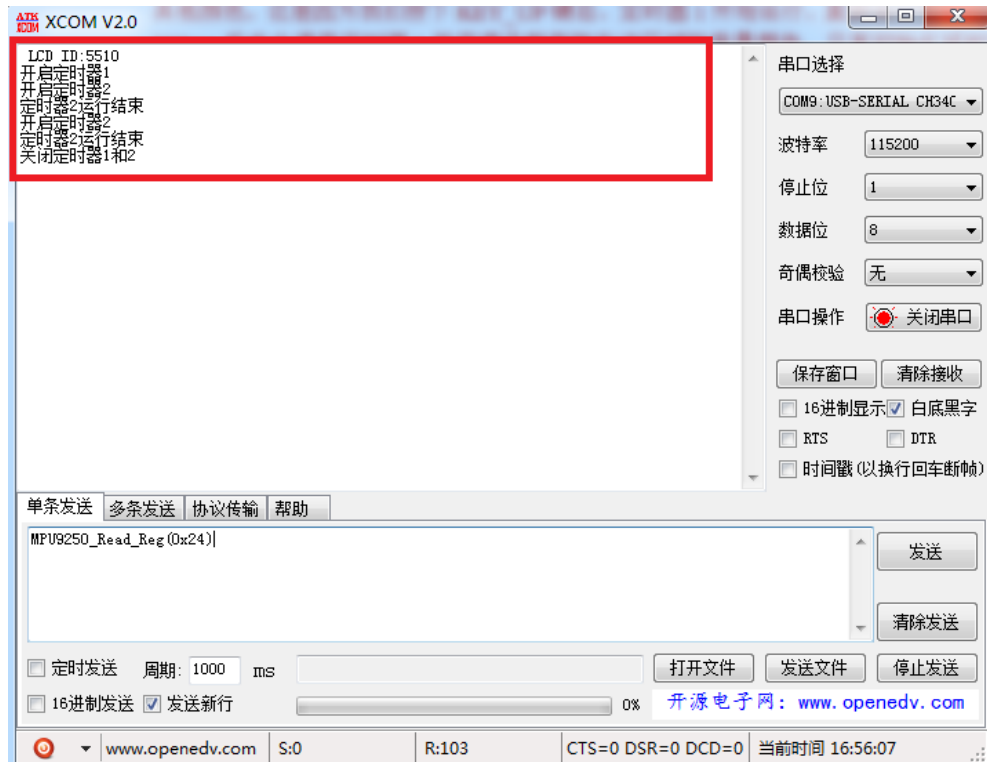 ATK
XCOM
XCOM V2.0
LCD ID:5510
开启定时器1
开启定时器2
定时器2运行结束
开启定时器2
定时器2运行结束
关闭定时器1和2
串口选择
COM9:USB-SERIAL CH34C
波特率 115200
停止位 1
数据位 8
奇偶校验 无
串口操作 关闭串口
保存窗口 清除接收
16进制显示 白底黑字
RTS DTR
时间戳(以换行回车断帧)
单条发送 多条发送 协议传输 帮助
MPU9250_Read_Reg(0x24)
发送
清除发送
定时发送 周期: 1000 ms 打开文件 发送文件 停止发送
16进制发送 发送新行 0% 开源电子网: www.openedv.com
www.openedv.com S:0 R:103 CTS=0 DSR=0 DCD=0 当前时间 16:56:07